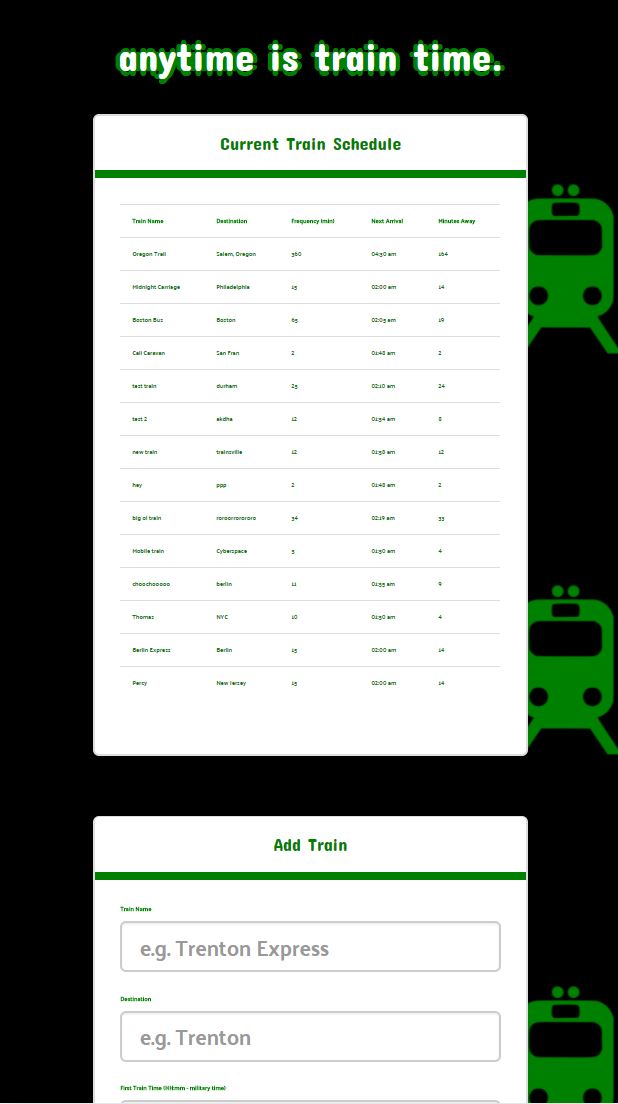 anytime is train time.
Current Train Schedule
Train Name Destination Frequency (min) Next Arrival Minutes Away
Oregon Trail Salem, Oregon 360 04:30 am 164
Midnight Carriage Philadelphia 15 02:00 am 14
Boston Bus Boston 65 02:05 am 19
Cali Caravan San Fran 2 01:48 am 2
test train durham 25 02:10 am 24
test 2 akdha 12 01:54 am 8
new train trainsville 12 01:58 am 12
hey ppp 2 01:48 am 2
big ol train 34 02:19 am 33
Mobile train Cyberspace 5 01:50 am 4
choochooooo berlin 11 01:55 am 9
Thomas NYC 10 01:50 am 4
Berlin Express Berlin 15 02:00 am 14
Percy New Jersey 15 02:00 am 14
Add Train
Train Name
e.g. Trenton Express
Destination
e.g. Trenton
First Train Time (HH:mm - military time)